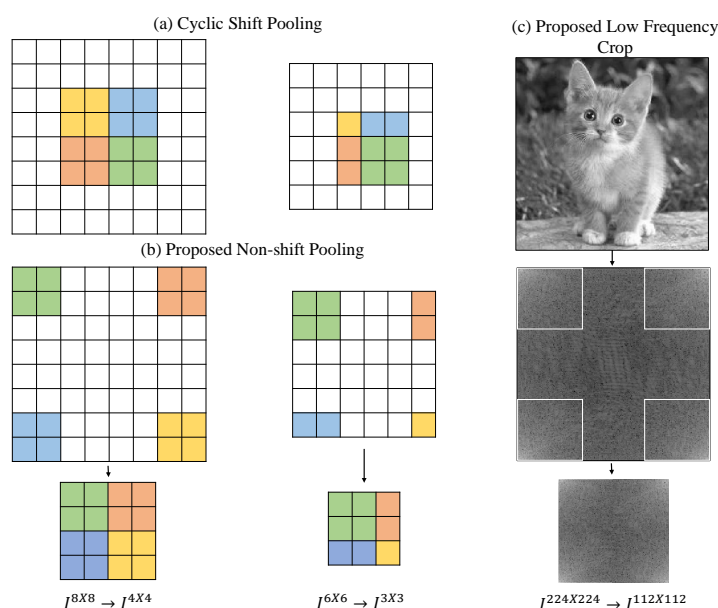 (a) Cyclic Shift Pooling
(c) Proposed Low Frequency
Crop
(b) Proposed Non-shift Pooling
I^{8X8} → I^{4X4}
I^{6X6} → I^{3X3}
I^{224X224} → I^{112X112}